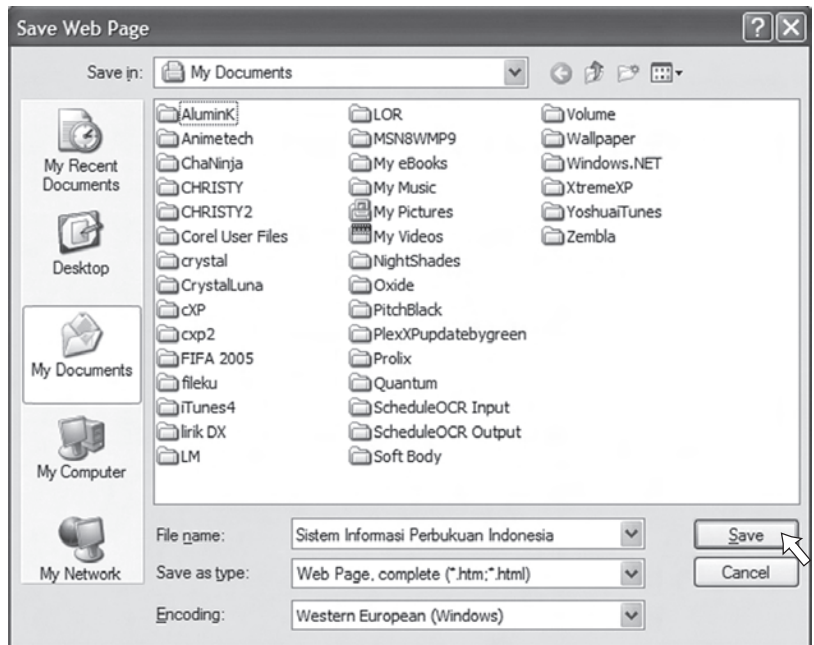 Save Web Page
Save in: My Documents
My Recent
Documents
Desktop
My Documents
My Computer
My Network
AluminK
Animetech
ChaNinja
CHRISTY
CHRISTY2
Corel User Files
crystal
CrystalLuna
cXP
cxp2
FIFA 2005
fileku
iTunes4
lirik DX
LM
LOR
MSN8WMP9
My eBooks
My Music
My Pictures
My Videos
NightShades
Oxide
PitchBlack
PlexXPupdatebygreen
Prolix
Quantum
ScheduleOCR Input
ScheduleOCR Output
Soft Body
Volume
Wallpaper
Windows.NET
XtremeXP
YoshuaiTunes
Zembla
File name: Sistem Informasi Perbukuan Indonesia
Save
Save as type: Web Page, complete (*.htm;*.html)
Cancel
Encoding: Western European (Windows)